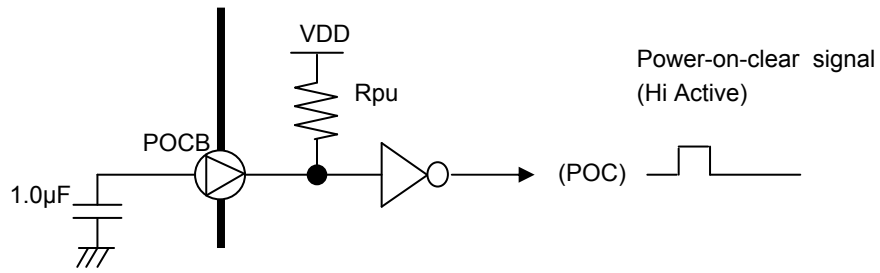 VDD
Rpu
Power-on-clear signal
(Hi Active)
POCB
(POC)
1.0µF